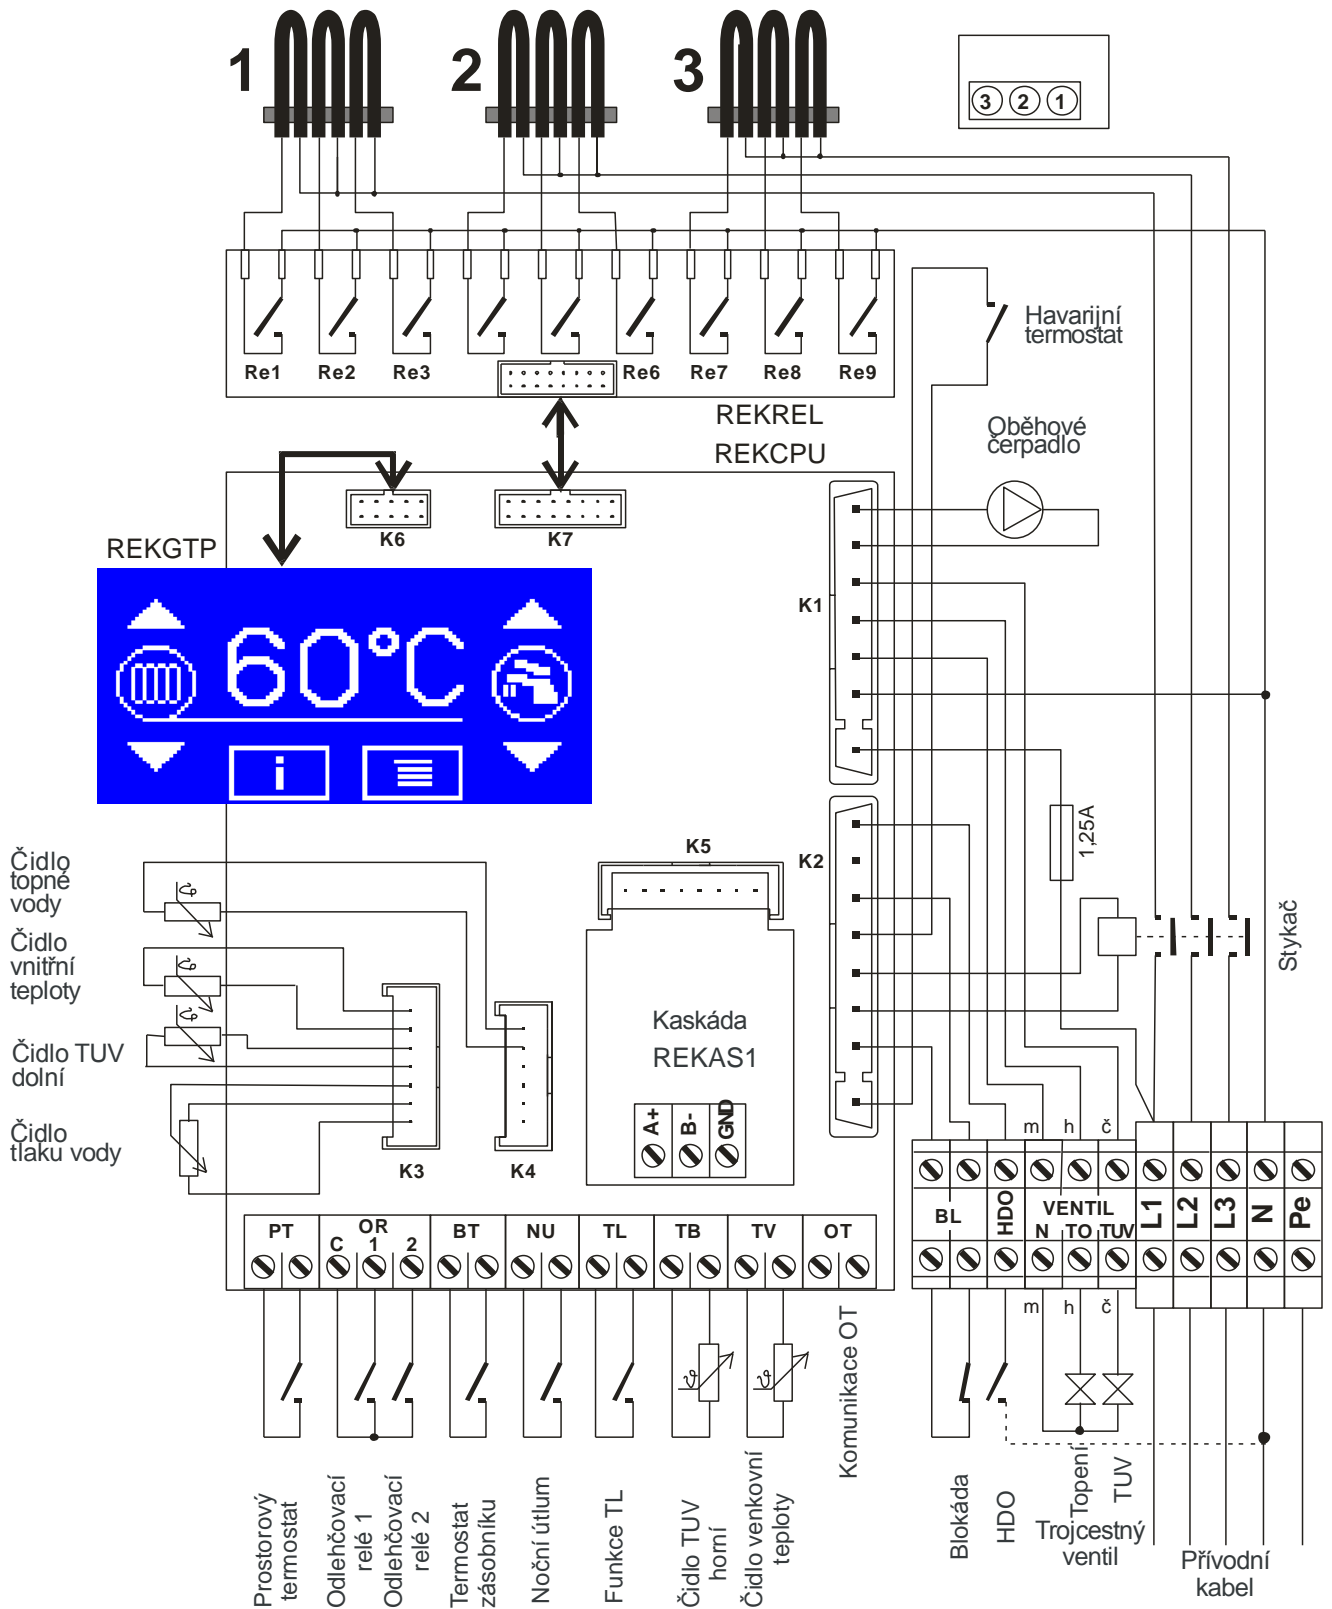 1
2
3
3 2 1
Havarijní
termostat
Re1 Re2 Re3 Re6 Re7 Re8 Re9
REKREL
REKCPU
Oběhové
čerpadlo
K6
K7
REKGTP
K1
60°C
i
1,25A
K5
K2
Čidlo
topné
vody
Stykač
Čidlo
vnitřní
teploty
Kaskáda
REKAS1
Čidlo TUV
dolní
A+ B- GND
Čidlo
tlaku vody
K3
K4
m h č
BL HDO VENTIL
N TO TUV
L1 L2 L3 N Pe
PT OR BT NU TL TB TV OT
C 1 2
m h č
Prostorový
termostat
Odlehčovací
relé 1
Odlehčovací
relé 2
Termostat
zásobníku
Noční útlum
Funkce TL
Čidlo TUV
horní
Čidlo venkovní
teploty
Komunikace OT
Blokáda
HDO
Topení
TUV
Trojcestný
ventil
Přívodní
kabel